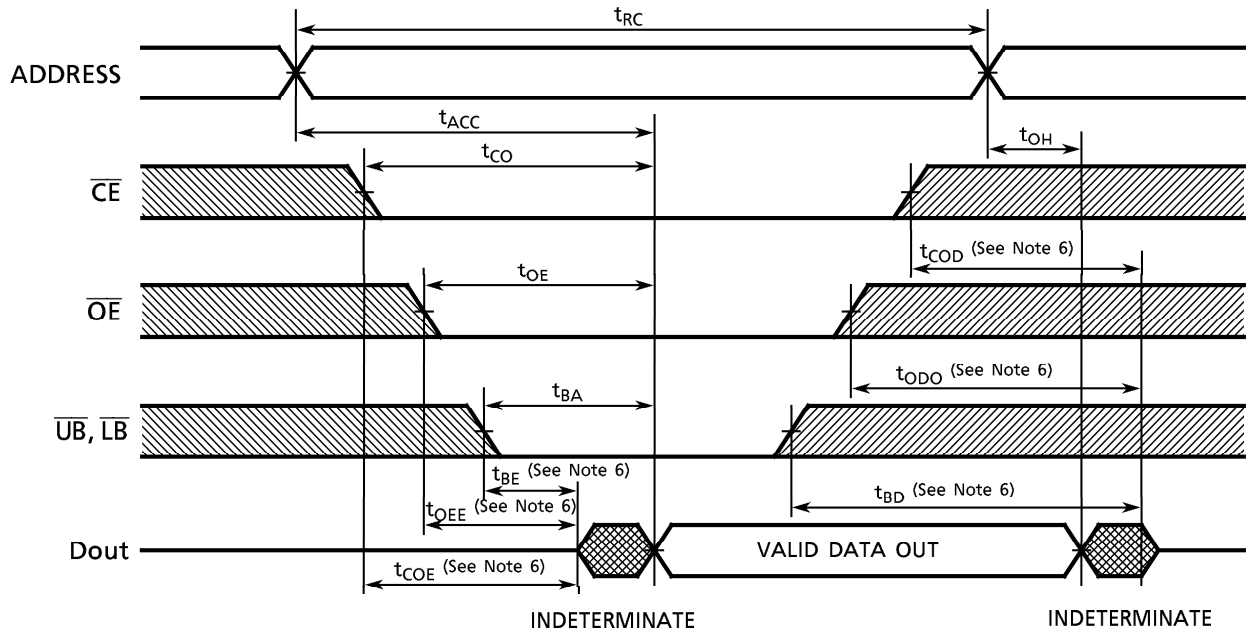 tRC
ADDRESS
tACC
tOH
tCO
CE
tCOD (See Note 6)
tOE
OE
tODO (See Note 6)
tBA
UB, LB
tBE (See Note 6)
tBD (See Note 6)
tOEE (See Note 6)
Dout
VALID DATA OUT
tCOE (See Note 6)
INDETERMINATE
INDETERMINATE